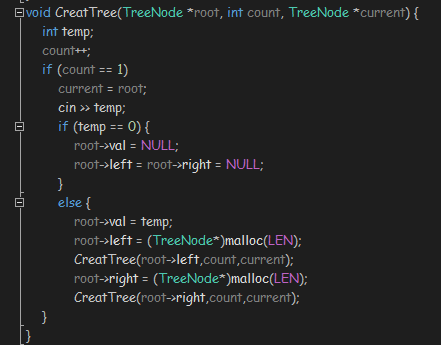 void CreatTree(TreeNode *root, int count, TreeNode *current) {
int temp;
count++;
if (count == 1)
current = root;
cin >> temp;
if (temp == 0) {
root->val = NULL;
root->left = root->right = NULL;
}
else {
root->val = temp;
root->left = (TreeNode*)malloc(LEN);
CreatTree(root->left,count,current);
root->right = (TreeNode*)malloc(LEN);
CreatTree(root->right,count,current);
}
}